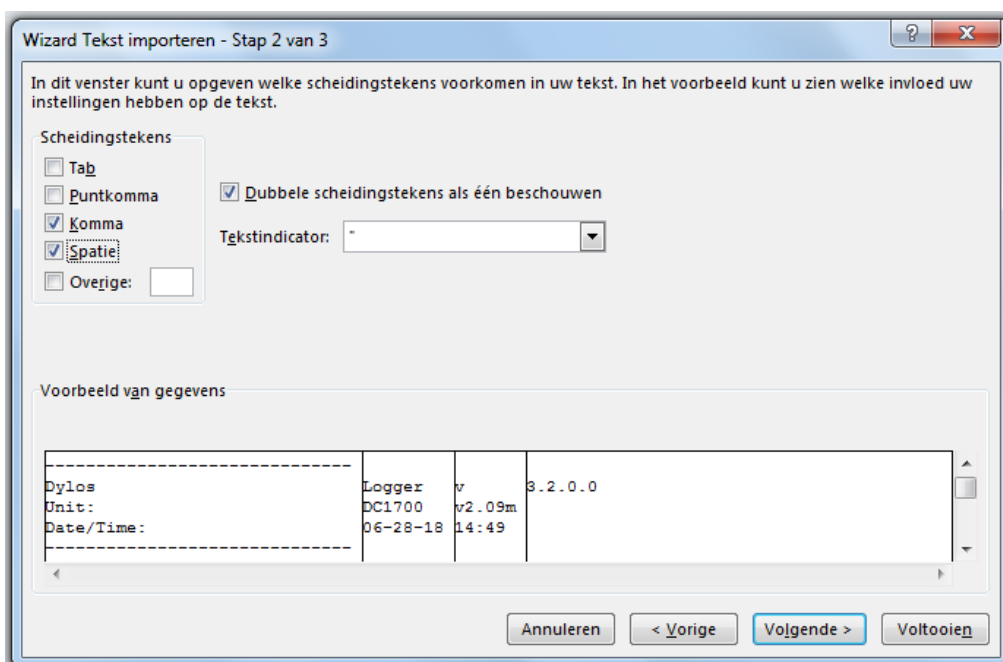 Wizard Tekst importeren - Stap 2 van 3
In dit venster kunt u opgeven welke scheidingstekens voorkomen in uw tekst. In het voorbeeld kunt u zien welke invloed uw
instellingen hebben op de tekst.
Scheidingstekens
Tab
Puntkomma
Komma
Spatie
Overige:
Dubbele scheidingstekens als één beschouwen
Tekstindicator: "
Voorbeeld van gegevens
------------------------------
Dylos Logger v 3.2.0.0
Unit: DC1700 v2.09m
Date/Time: 06-28-18 14:49
------------------------------
Annuleren < Vorige Volgende > Voltooien